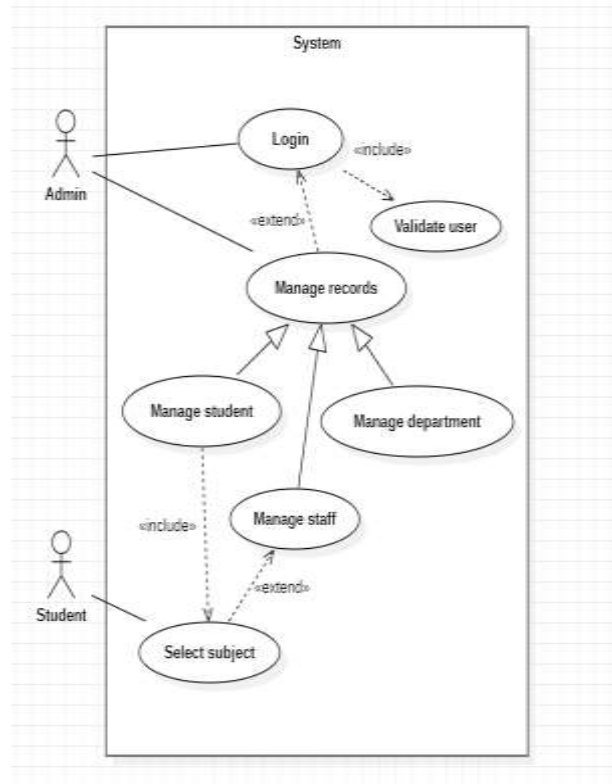 System
Login
«include»
Admin
«extend»
Validate user
Manage records
Manage student
Manage department
«include»
Manage staff
«extend»
Student
Select subject